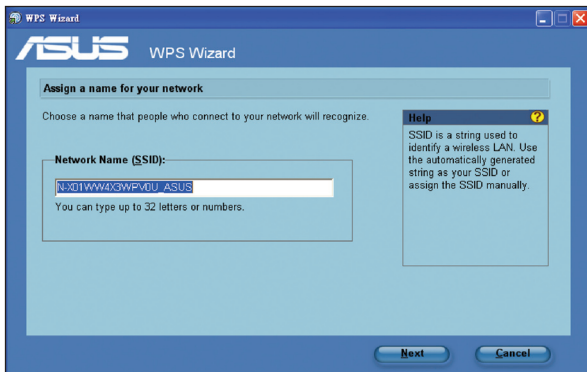 WPS Wizard
ASUS WPS Wizard
Assign a name for your network
Choose a name that people who connect to your network will recognize.
Network Name (SSID):
N-X01WW4X3WPV0U_ASUS
You can type up to 32 letters or numbers.
Help ?
SSID is a string used to
identify a wireless LAN. Use
the automatically generated
string as your SSID or
assign the SSID manually.
Next Cancel